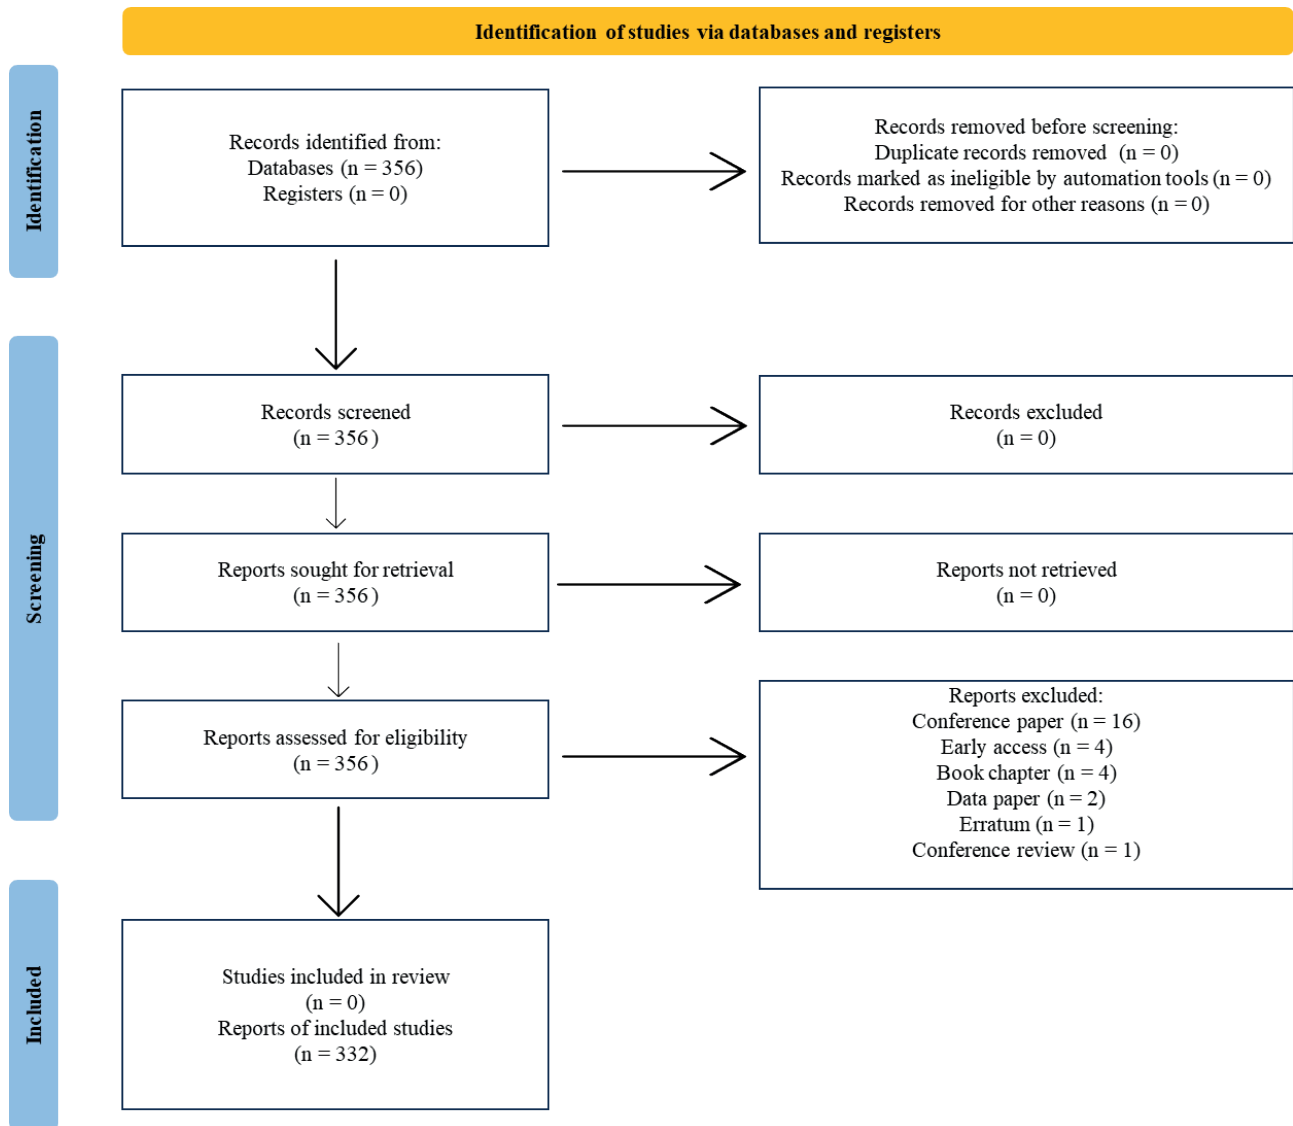 Identification of studies via databases and registers
Identification
Records identified from:
Databases (n = 356)
Registers (n = 0)
Records removed before screening:
Duplicate records removed (n = 0)
Records marked as ineligible by automation tools (n = 0)
Records removed for other reasons (n = 0)
Screening
Records screened
(n = 356)
Records excluded
(n = 0)
Reports sought for retrieval
(n = 356)
Reports not retrieved
(n = 0)
Reports assessed for eligibility
(n = 356)
Reports excluded:
Conference paper (n = 16)
Early access (n = 4)
Book chapter (n = 4)
Data paper (n = 2)
Erratum (n = 1)
Conference review (n = 1)
Included
Studies included in review
(n = 0)
Reports of included studies
(n = 332)